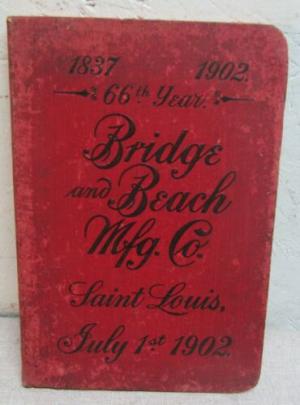 1837 1902.
66th Year.
Bridge
and Beach
Mfg. Co.
Saint Louis,
July 1st 1902.